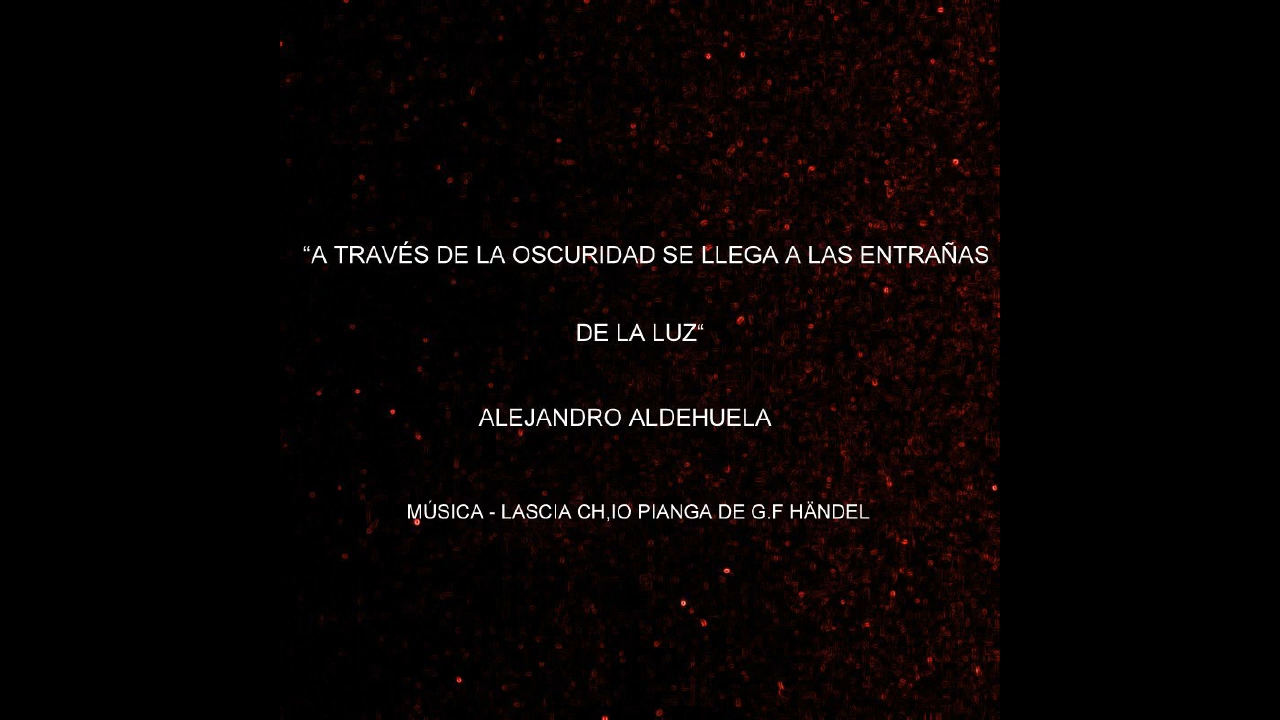 “A TRAVÉS DE LA OSCURIDAD SE LLEGA A LAS ENTRAÑAS
DE LA LUZ“
ALEJANDRO ALDEHUELA
MÚSICA - LASCIA CH,IO PIANGA DE G.F HÄNDEL